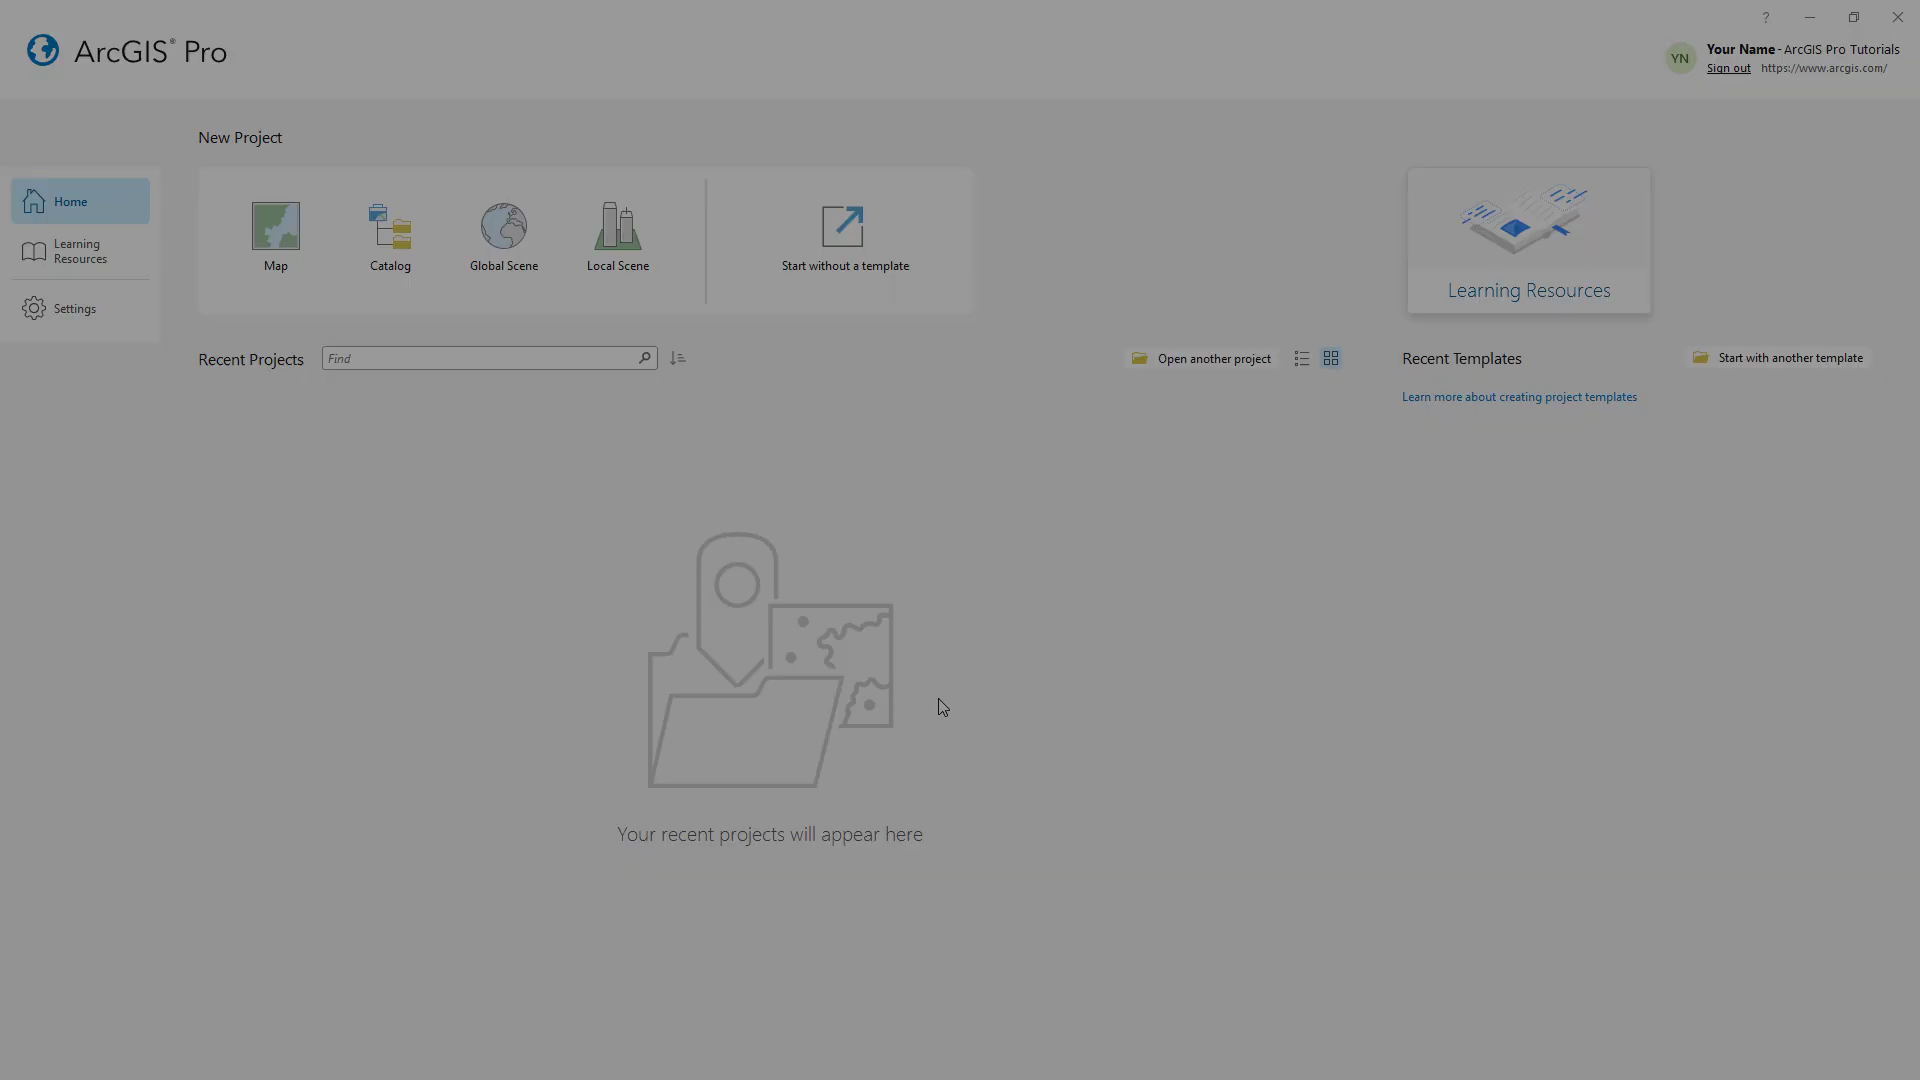 ?
ArcGIS® Pro
YN
Your Name - ArcGIS Pro Tutorials
Sign out https://www.arcgis.com/
New Project
Home
Learning
Resources
Settings
Map
Catalog
Global Scene
Local Scene
Start without a template
Learning Resources
Recent Projects
Find
Open another project
Recent Templates
Start with another template
Learn more about creating project templates
Your recent projects will appear here